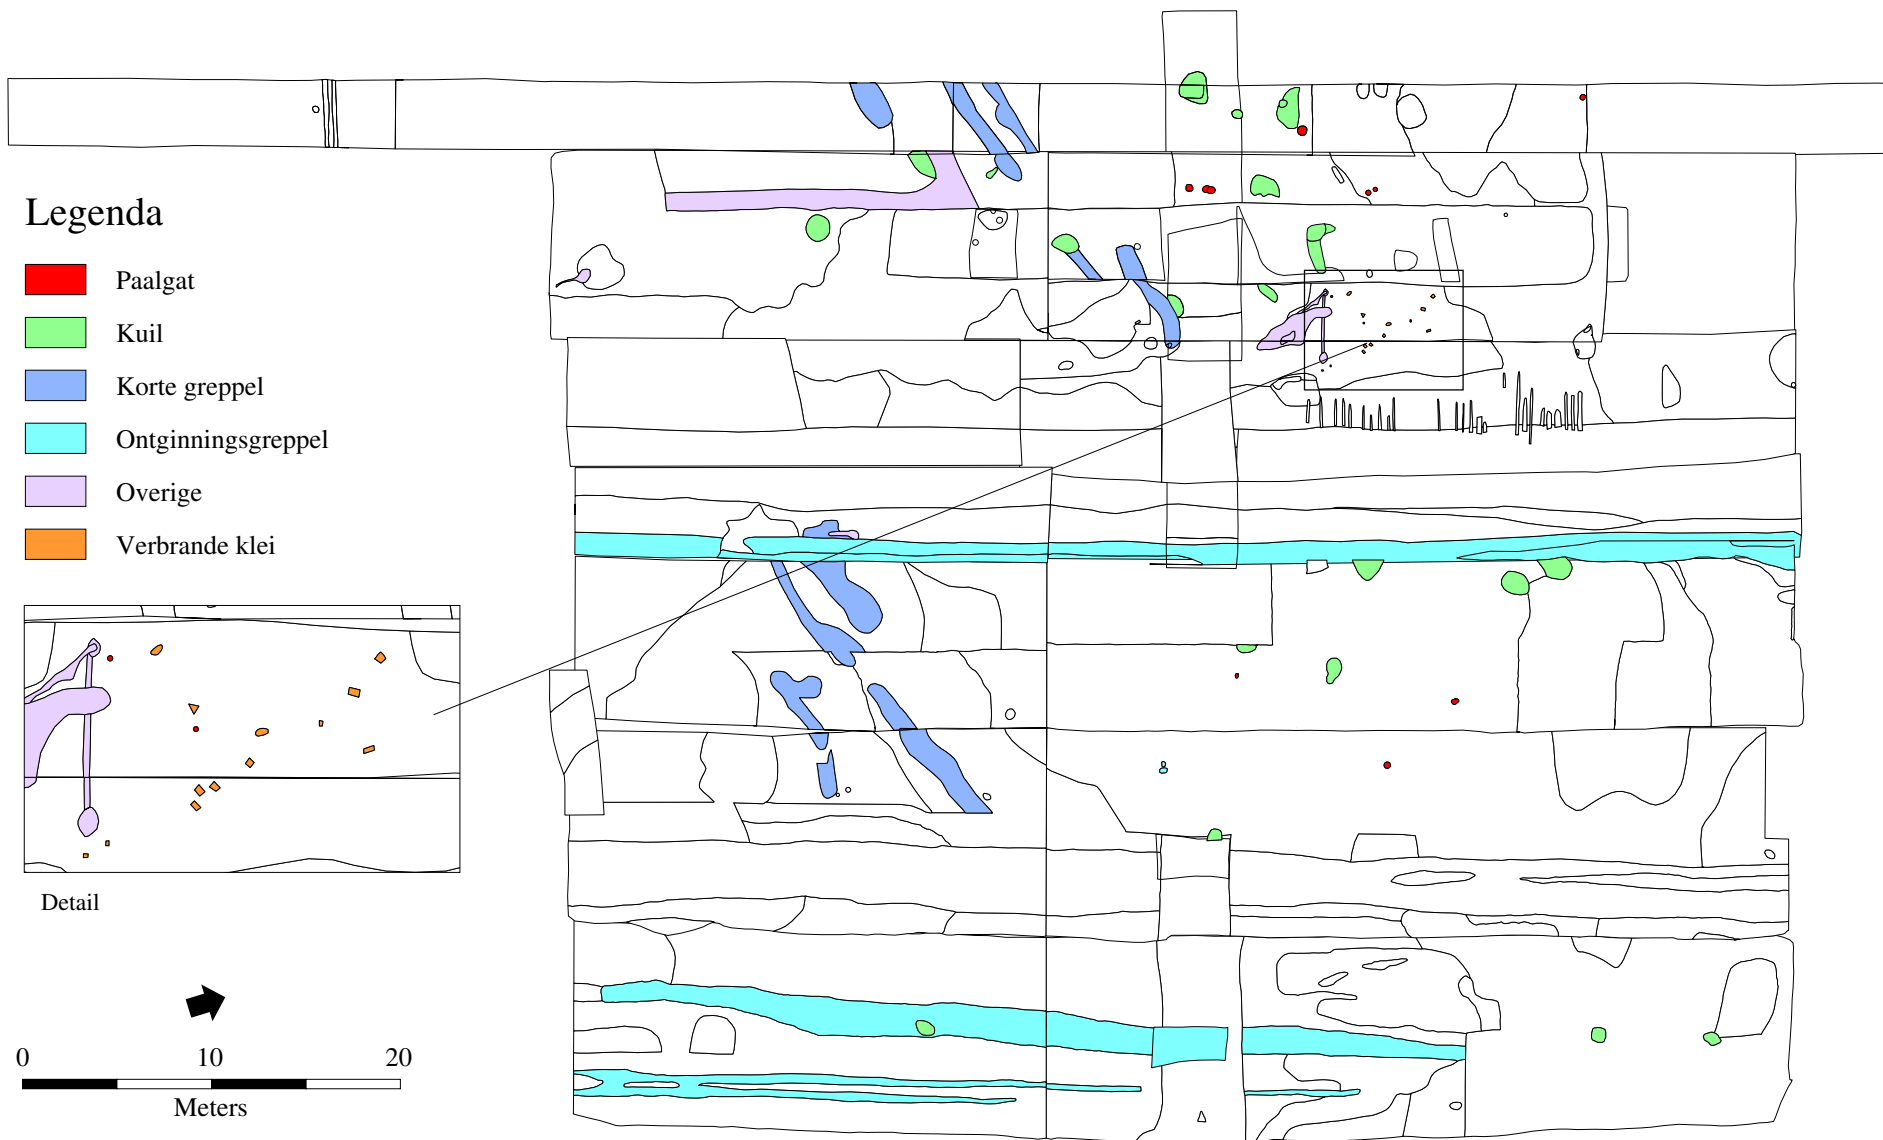 Legenda
Paalgat
Kuil
Korte greppel
Ontginningsgreppel
Overige
Verbrande klei
Detail
0 10 20
Meters